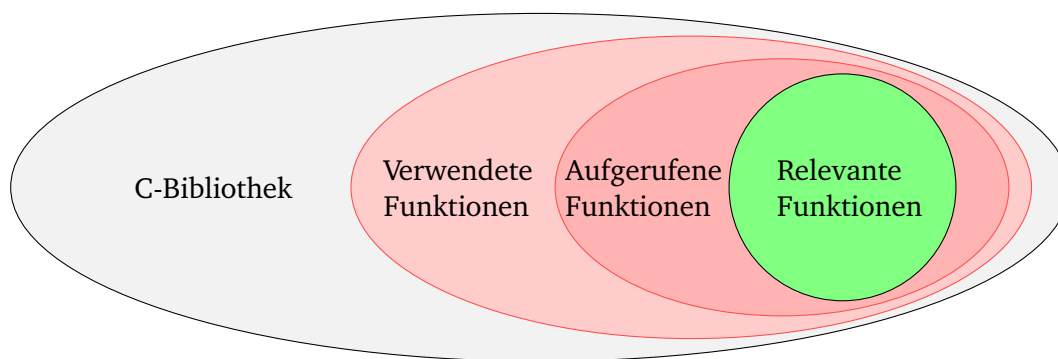 C-Bibliothek
Verwendete
Funktionen
Aufgerufene
Funktionen
Relevante
Funktionen